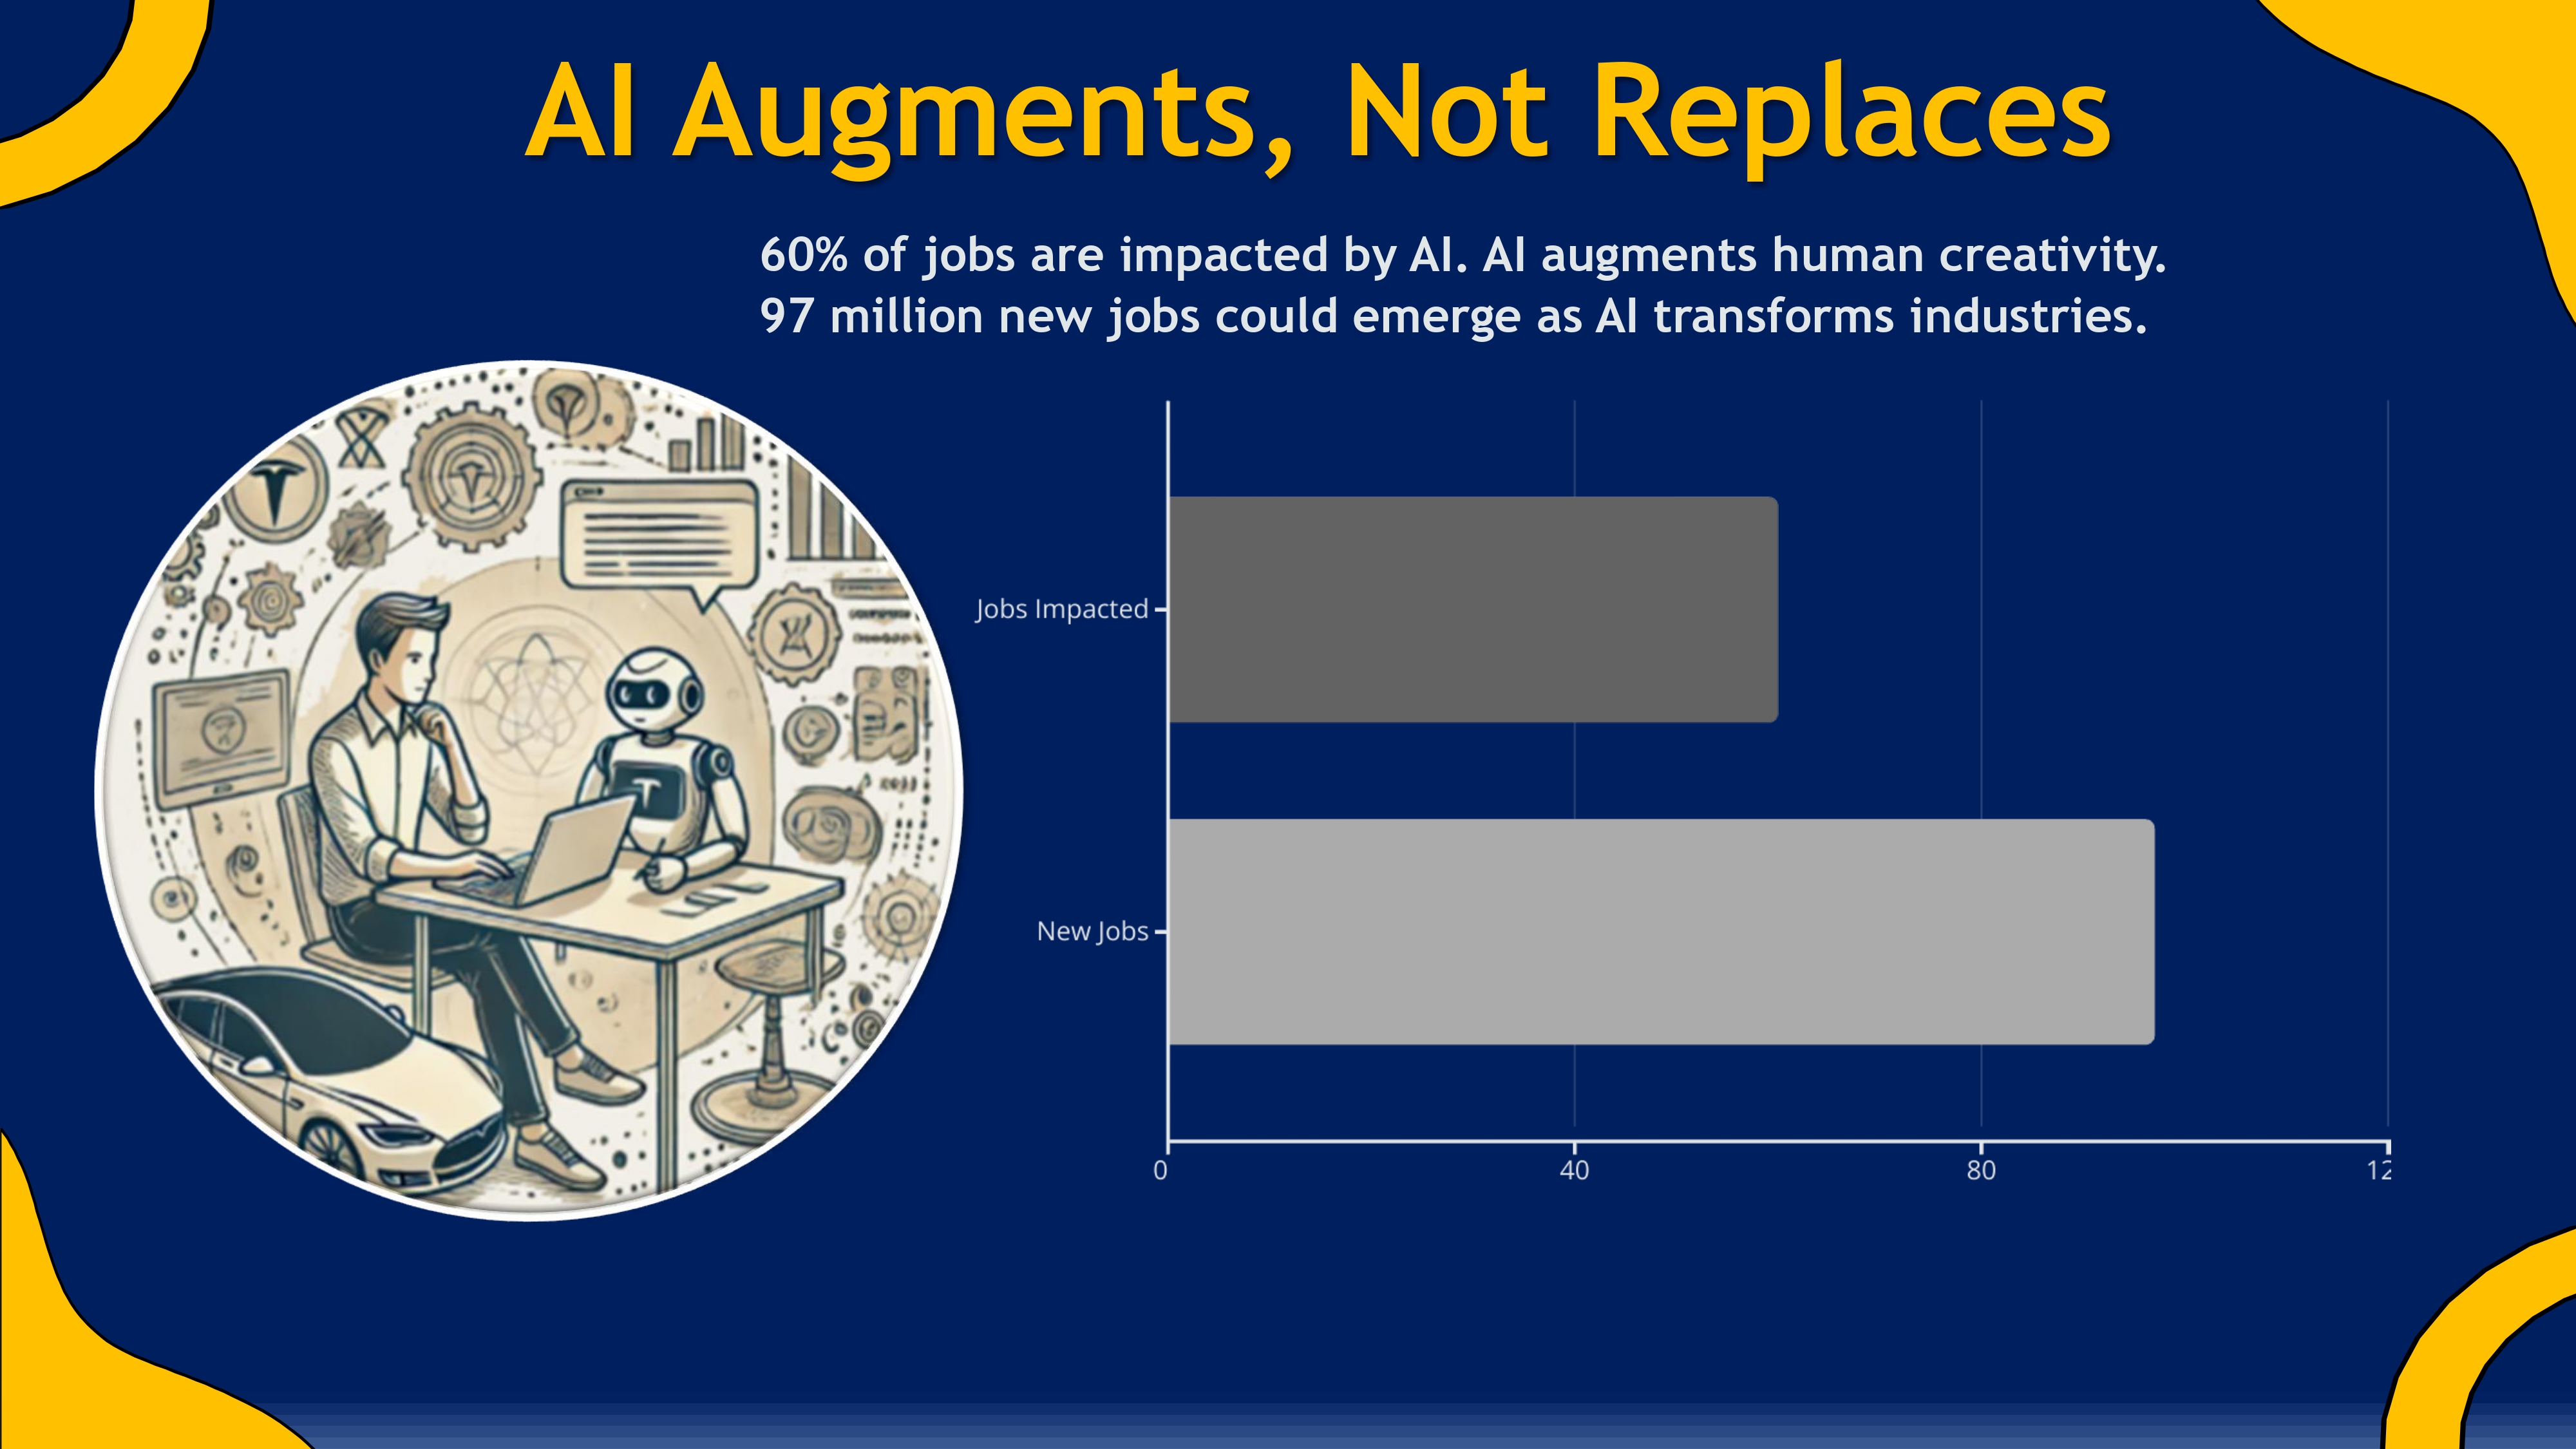 AI Augments, Not Replaces
60% of jobs are impacted by AI. AI augments human creativity.
97 million new jobs could emerge as AI transforms industries.
Jobs Impacted
New Jobs
0 40 80 12